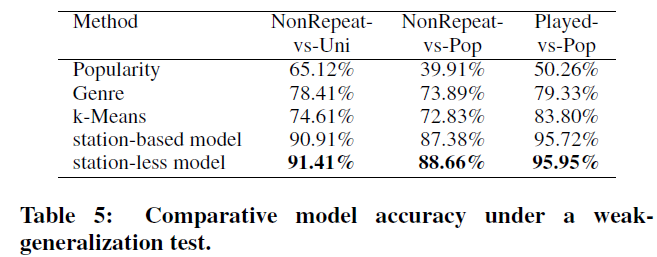 Method NonRepeat- NonRepeat- Played-
vs-Uni vs-Pop vs-Pop
Popularity 65.12% 39.91% 50.26%
Genre 78.41% 73.89% 79.33%
k-Means 74.61% 72.83% 83.80%
station-based model 90.91% 87.38% 95.72%
station-less model 91.41% 88.66% 95.95%
Table 5: Comparative model accuracy under a weak-
generalization test.